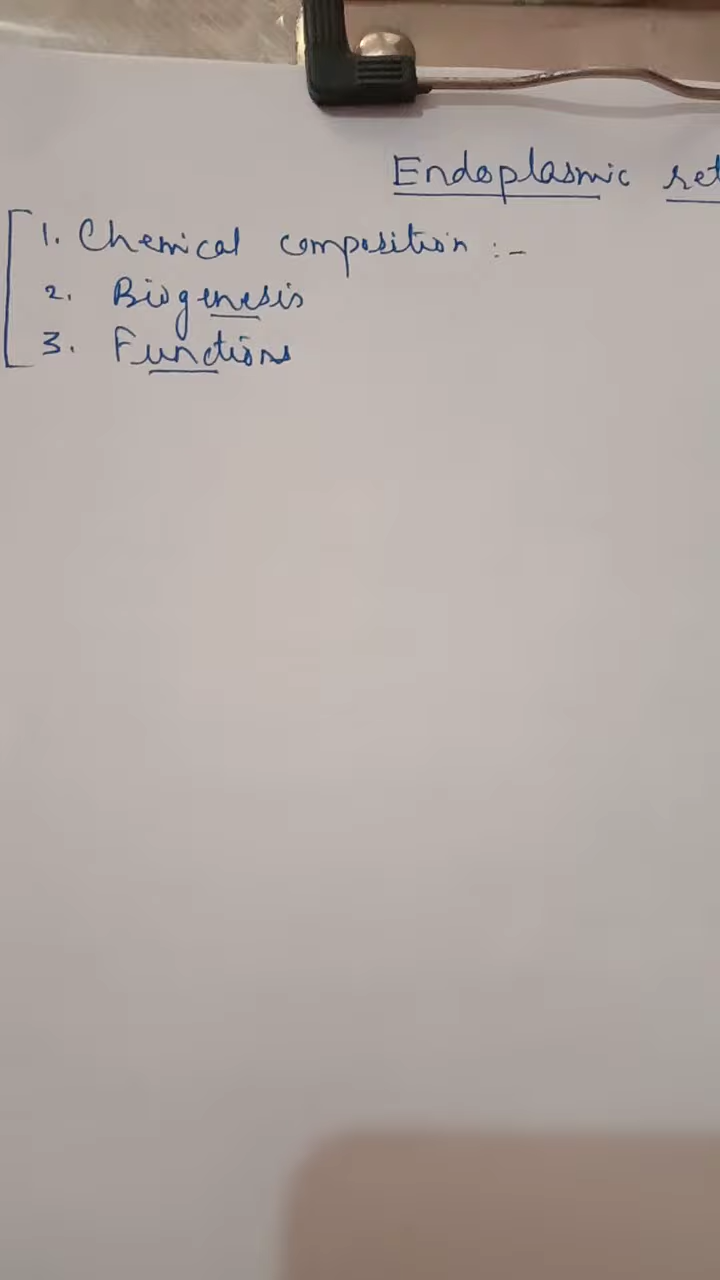 Endoplasmic ret
1. Chemical composition :-
2. Biogenesis
3. Functions